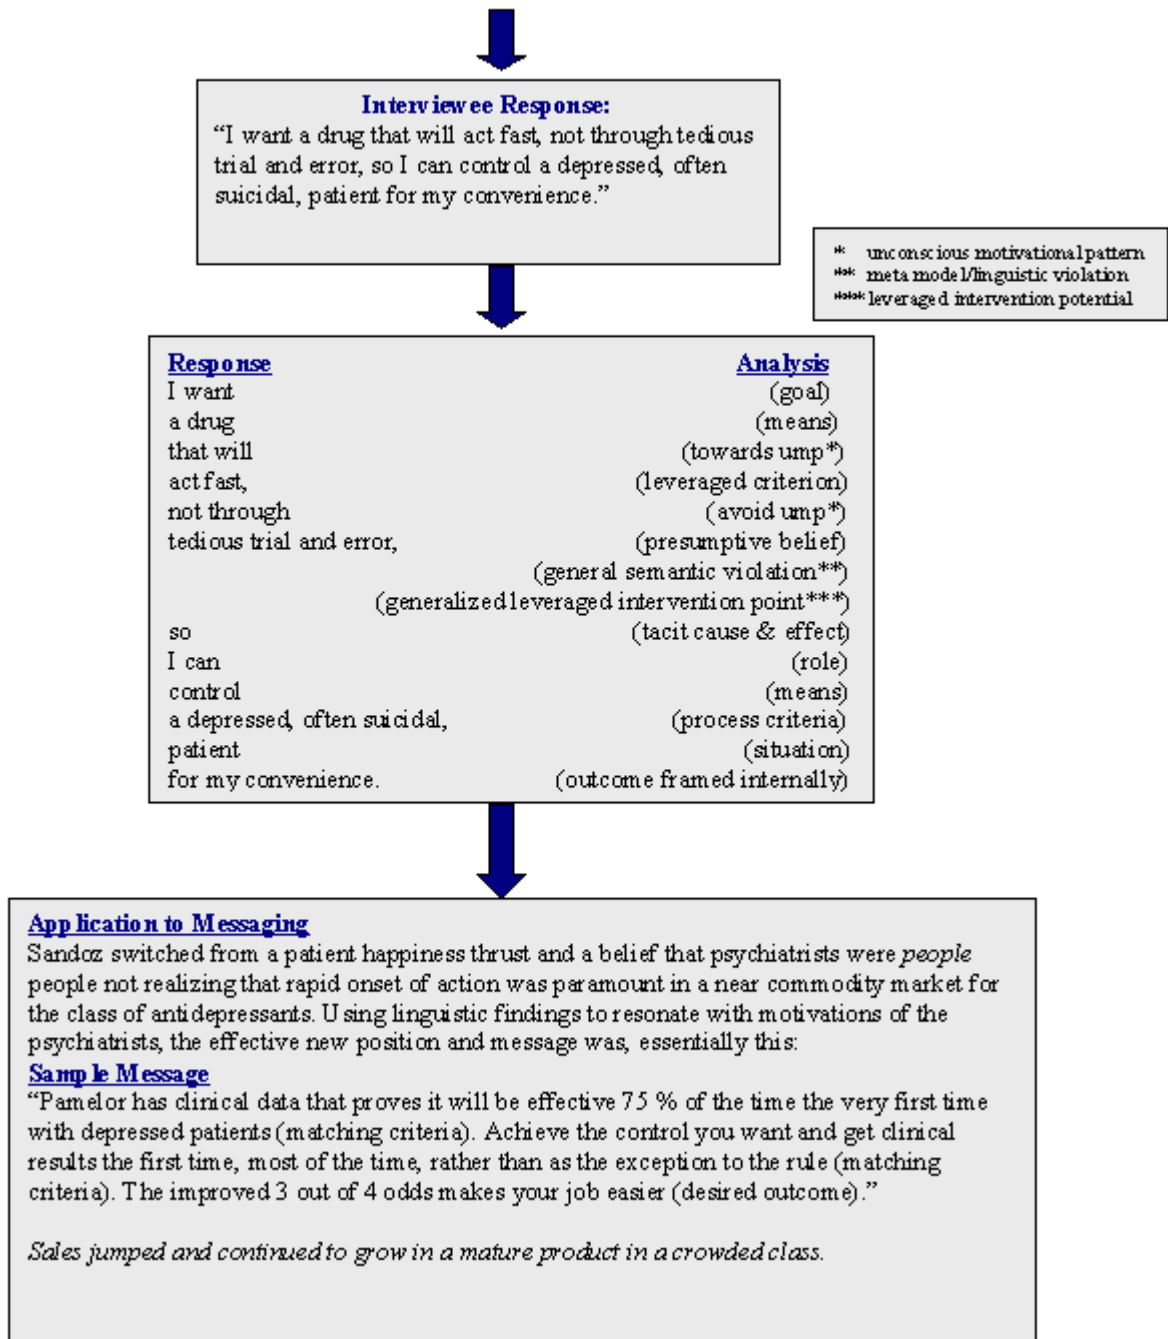 Interviewee Response:
“I want a drug that will act fast, not through tedious
trial and error, so I can control a depressed, often
suicidal, patient for my convenience.”
* unconscious motivational pattern
** meta model/linguistic violation
*** leveraged intervention potential
Response Analysis
I want (goal)
a drug (means)
that will (towards ump*)
act fast, (leveraged criterion)
not through (avoid ump*)
tedious trial and error, (presumptive belief)
(general semantic violation**)
(generalized leveraged intervention point***)
so (tacit cause & effect)
I can (role)
control (means)
a depressed, often suicidal, (process criteria)
patient (situation)
for my convenience. (outcome framed internally)
Application to Messaging
Sandoz switched from a patient happiness thrust and a belief that psychiatrists were people
people not realizing that rapid onset of action was paramount in a near commodity market for
the class of antidepressants. Using linguistic findings to resonate with motivations of the
psychiatrists, the effective new position and message was, essentially this:
Sample Message
“Pamelor has clinical data that proves it will be effective 75 % of the time the very first time
with depressed patients (matching criteria). Achieve the control you want and get clinical
results the first time, most of the time, rather than as the exception to the rule (matching
criteria). The improved 3 out of 4 odds makes your job easier (desired outcome).”
Sales jumped and continued to grow in a mature product in a crowded class.